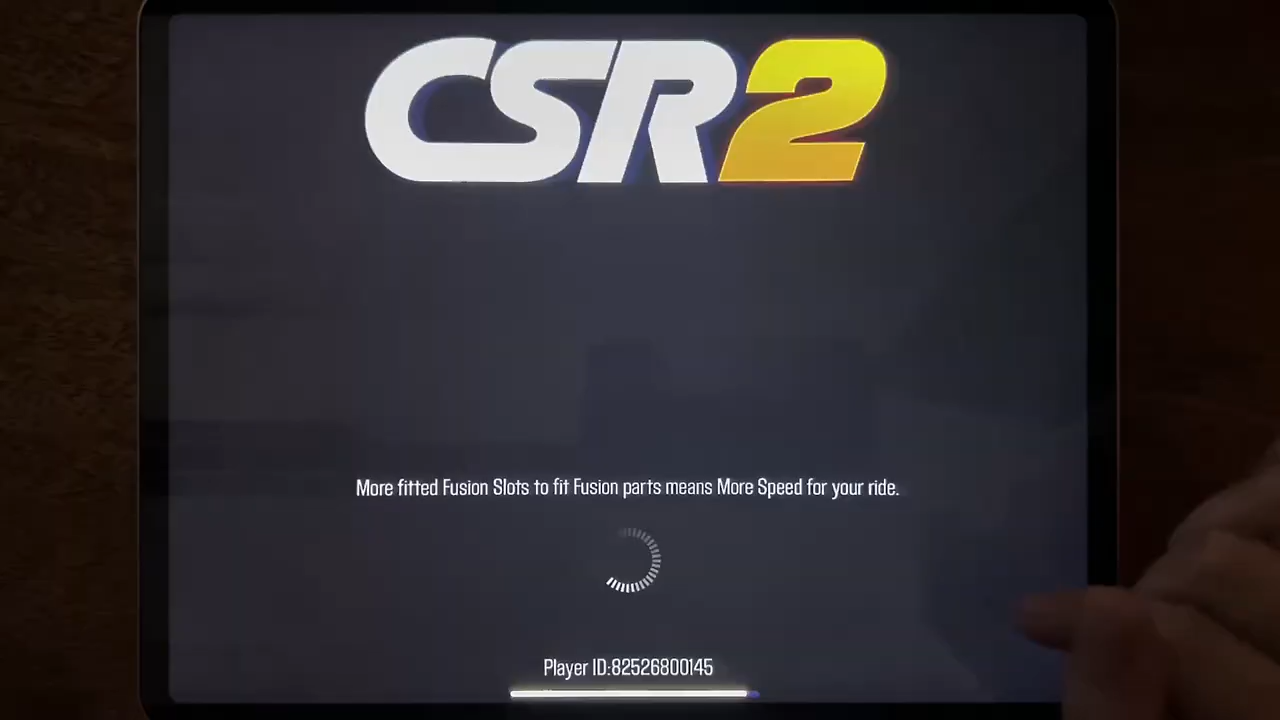 CSR2
More fitted Fusion Slots to fit Fusion parts means More Speed for your ride.
Player ID:82526800145